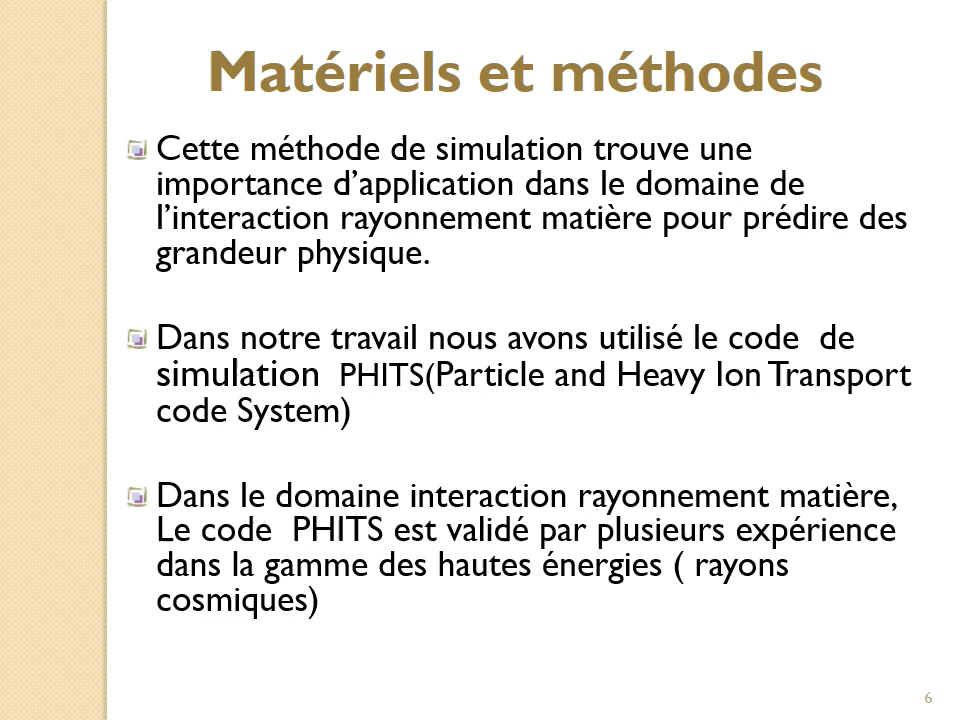 Matériels et méthodes
Cette méthode de simulation trouve une
importance d’application dans le domaine de
l’interaction rayonnement matière pour prédire des
grandeur physique.
Dans notre travail nous avons utilisé le code  de
simulation  PHITS(Particle and Heavy Ion Transport
code System)
Dans le domaine interaction rayonnement matière,
Le code  PHITS est validé par plusieurs expérience
dans la gamme des hautes énergies ( rayons
cosmiques)
6